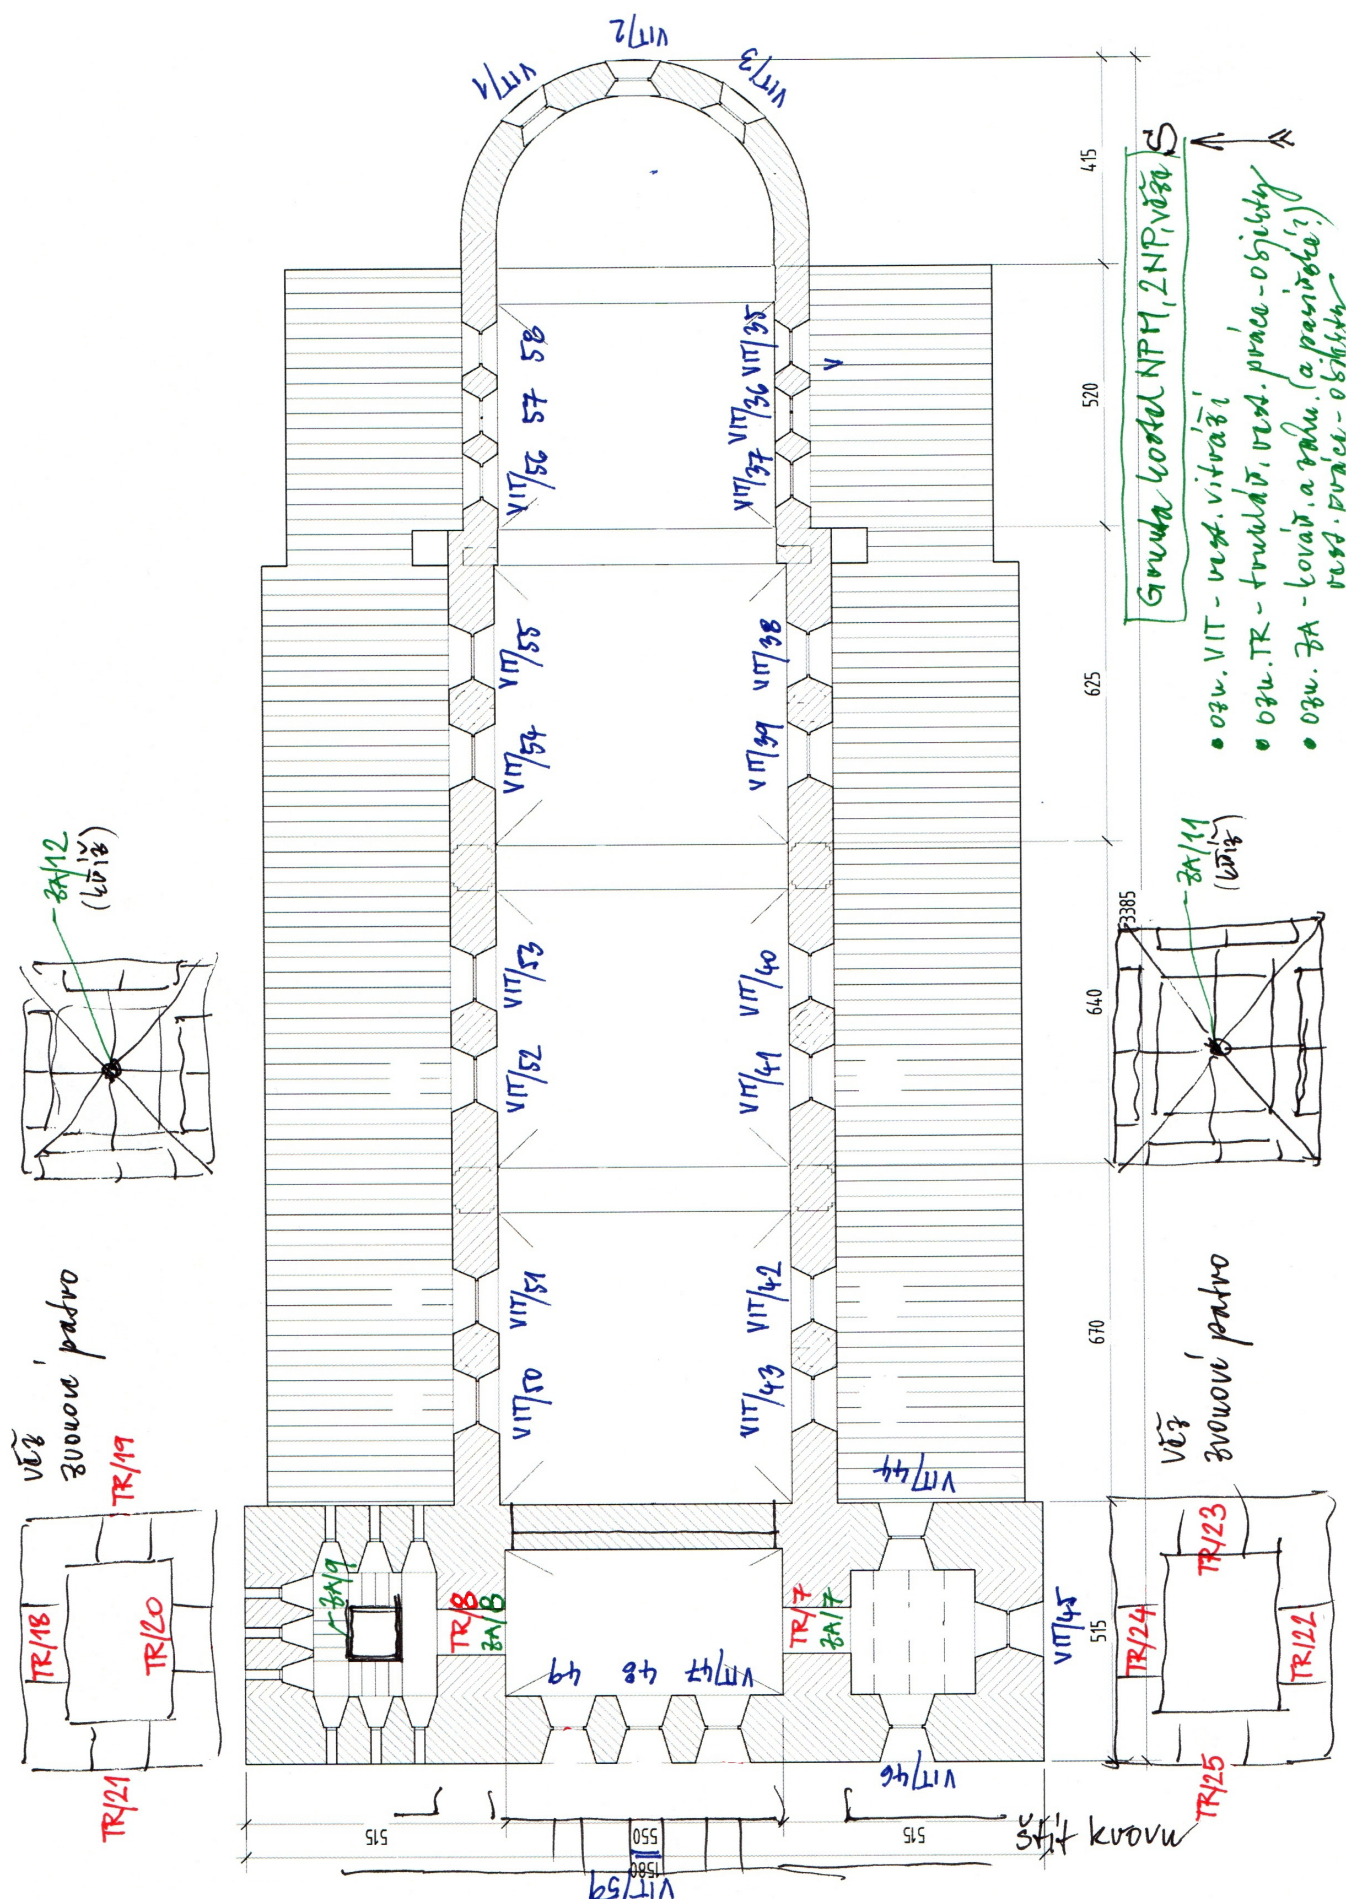 VIT/1
VIT/2
VIT/3
415
520
625
640
670
515
3385
Gruuta kostel NPM, 2NP, věže
S
• ozn. VIT - rest. vitráží
• ozn. TR - truhlář. rest. práce - objekty
• ozn. ZA - kovář. a zám. (a pasířské?)
rest. práce - objekty
58
57
VIT/56
VIT/35
V
VIT/36
VIT/37
VIT/55
VIT/54
VIT/38
VIT/39
VIT/53
VIT/52
VIT/40
VIT/41
VIT/51
VIT/50
VIT/42
VIT/43
VIT/44
VIT/45
VIT/46
VIT/47
48
49
VIT/59
ZA/12
(kříž)
ZA/11
(kříž)
věž
zvonové patro
TR/19
TR/18
TR/20
TR/21
věž
zvonové patro
TR/23
TR/24
TR/22
TR/25
ZA/9
TR/8
ZA/8
TR/7
ZA/7
515
550
515
1580
štít krovu